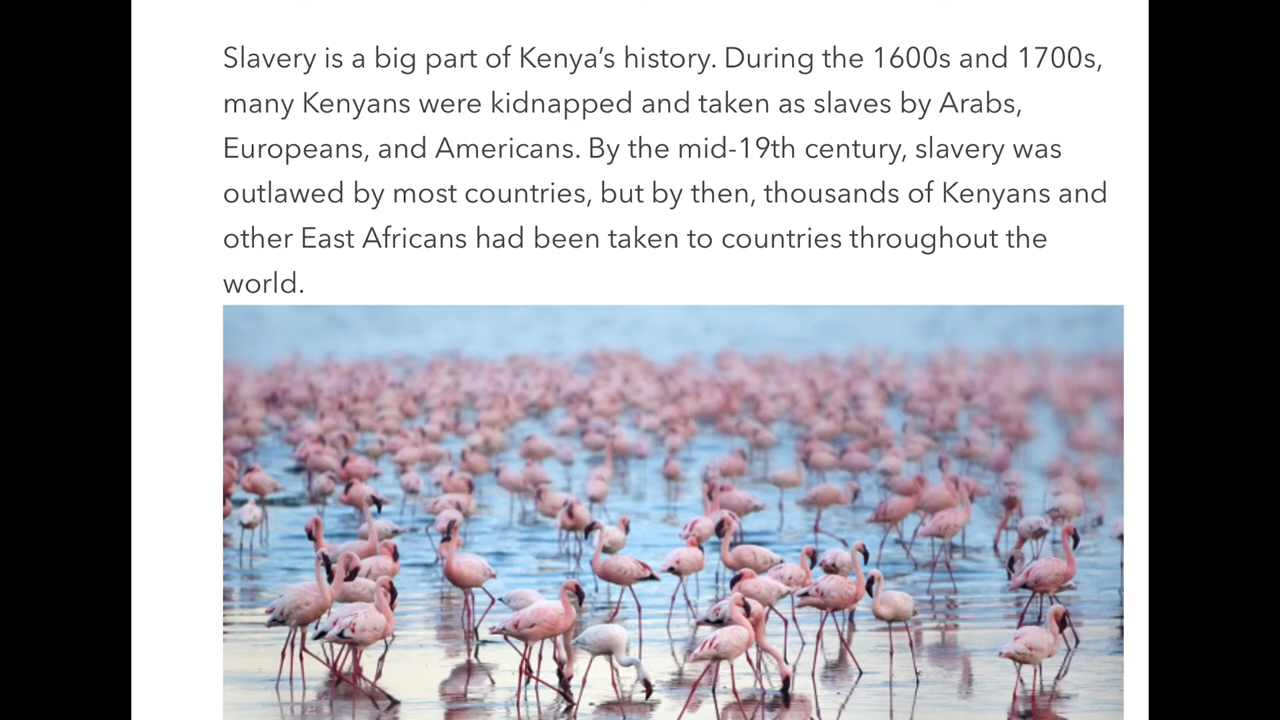 Slavery is a big part of Kenya’s history. During the 1600s and 1700s,
many Kenyans were kidnapped and taken as slaves by Arabs,
Europeans, and Americans. By the mid-19th century, slavery was
outlawed by most countries, but by then, thousands of Kenyans and
other East Africans had been taken to countries throughout the
world.